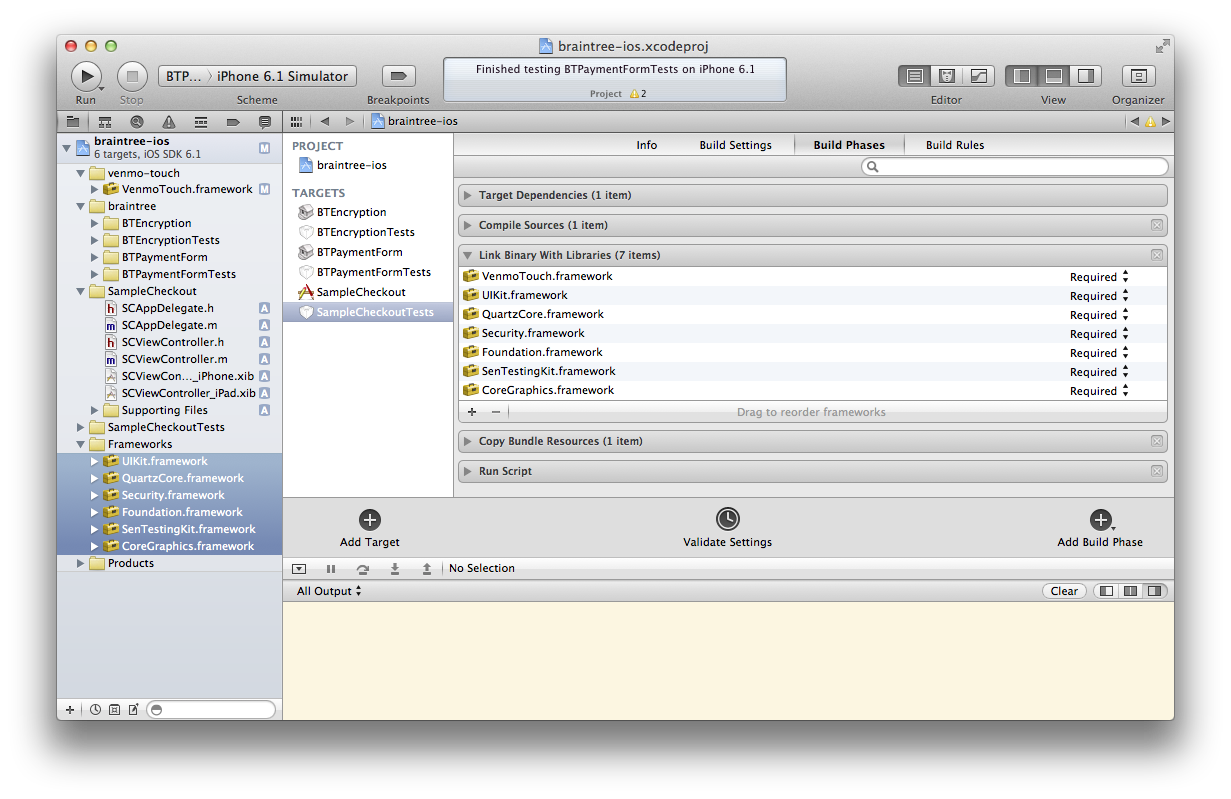 braintree-ios.xcodeproj
BTP... 〉 iPhone 6.1 Simulator
Finished testing BTPaymentFormTests on iPhone 6.1
Project 2
Run Stop Scheme Breakpoints Editor View Organizer
braintree-ios
braintree-ios
6 targets, iOS SDK 6.1 M
venmo-touch
VenmoTouch.framework M
braintree
BTEncryption
BTEncryptionTests
BTPaymentForm
BTPaymentFormTests
SampleCheckout
h SCAppDelegate.h A
m SCAppDelegate.m A
h SCViewController.h A
m SCViewController.m A
SCViewCon..._iPhone.xib A
SCViewController_iPad.xib A
Supporting Files A
SampleCheckoutTests
Frameworks
UIKit.framework
QuartzCore.framework
Security.framework
Foundation.framework
SenTestingKit.framework
CoreGraphics.framework
Products
PROJECT
braintree-ios
TARGETS
BTEncryption
BTEncryptionTests
BTPaymentForm
BTPaymentFormTests
SampleCheckout
SampleCheckoutTests
Info Build Settings Build Phases Build Rules
Target Dependencies (1 item)
Compile Sources (1 item)
Link Binary With Libraries (7 items)
VenmoTouch.framework Required
UIKit.framework Required
QuartzCore.framework Required
Security.framework Required
Foundation.framework Required
SenTestingKit.framework Required
CoreGraphics.framework Required
+ − Drag to reorder frameworks
Copy Bundle Resources (1 item)
Run Script
Add Target Validate Settings Add Build Phase
No Selection
All Output Clear